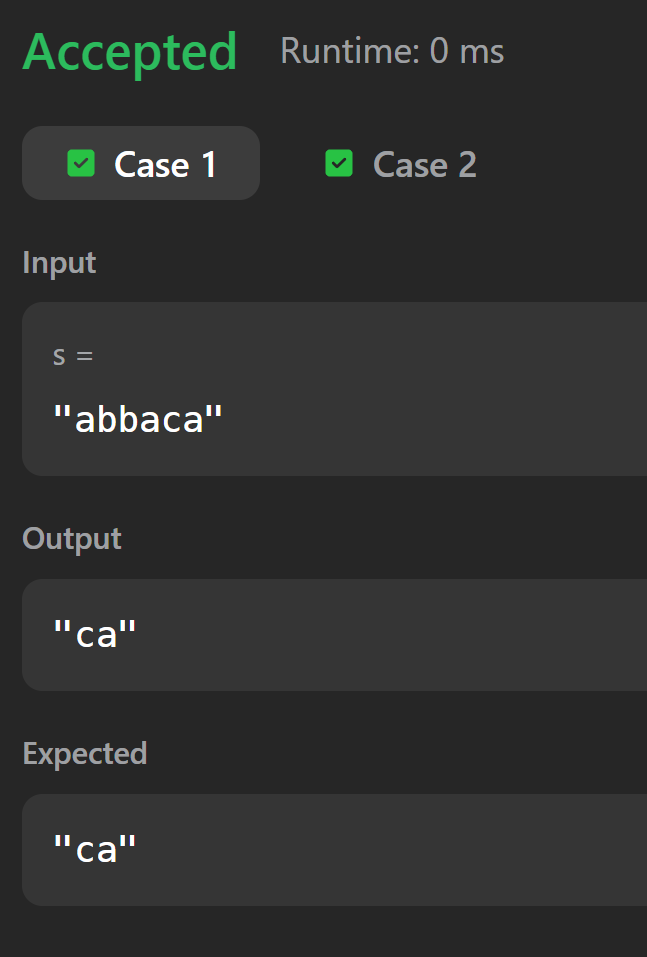 Accepted Runtime: 0 ms
Case 1 Case 2
Input
s =
"abbaca"
Output
"ca"
Expected
"ca"